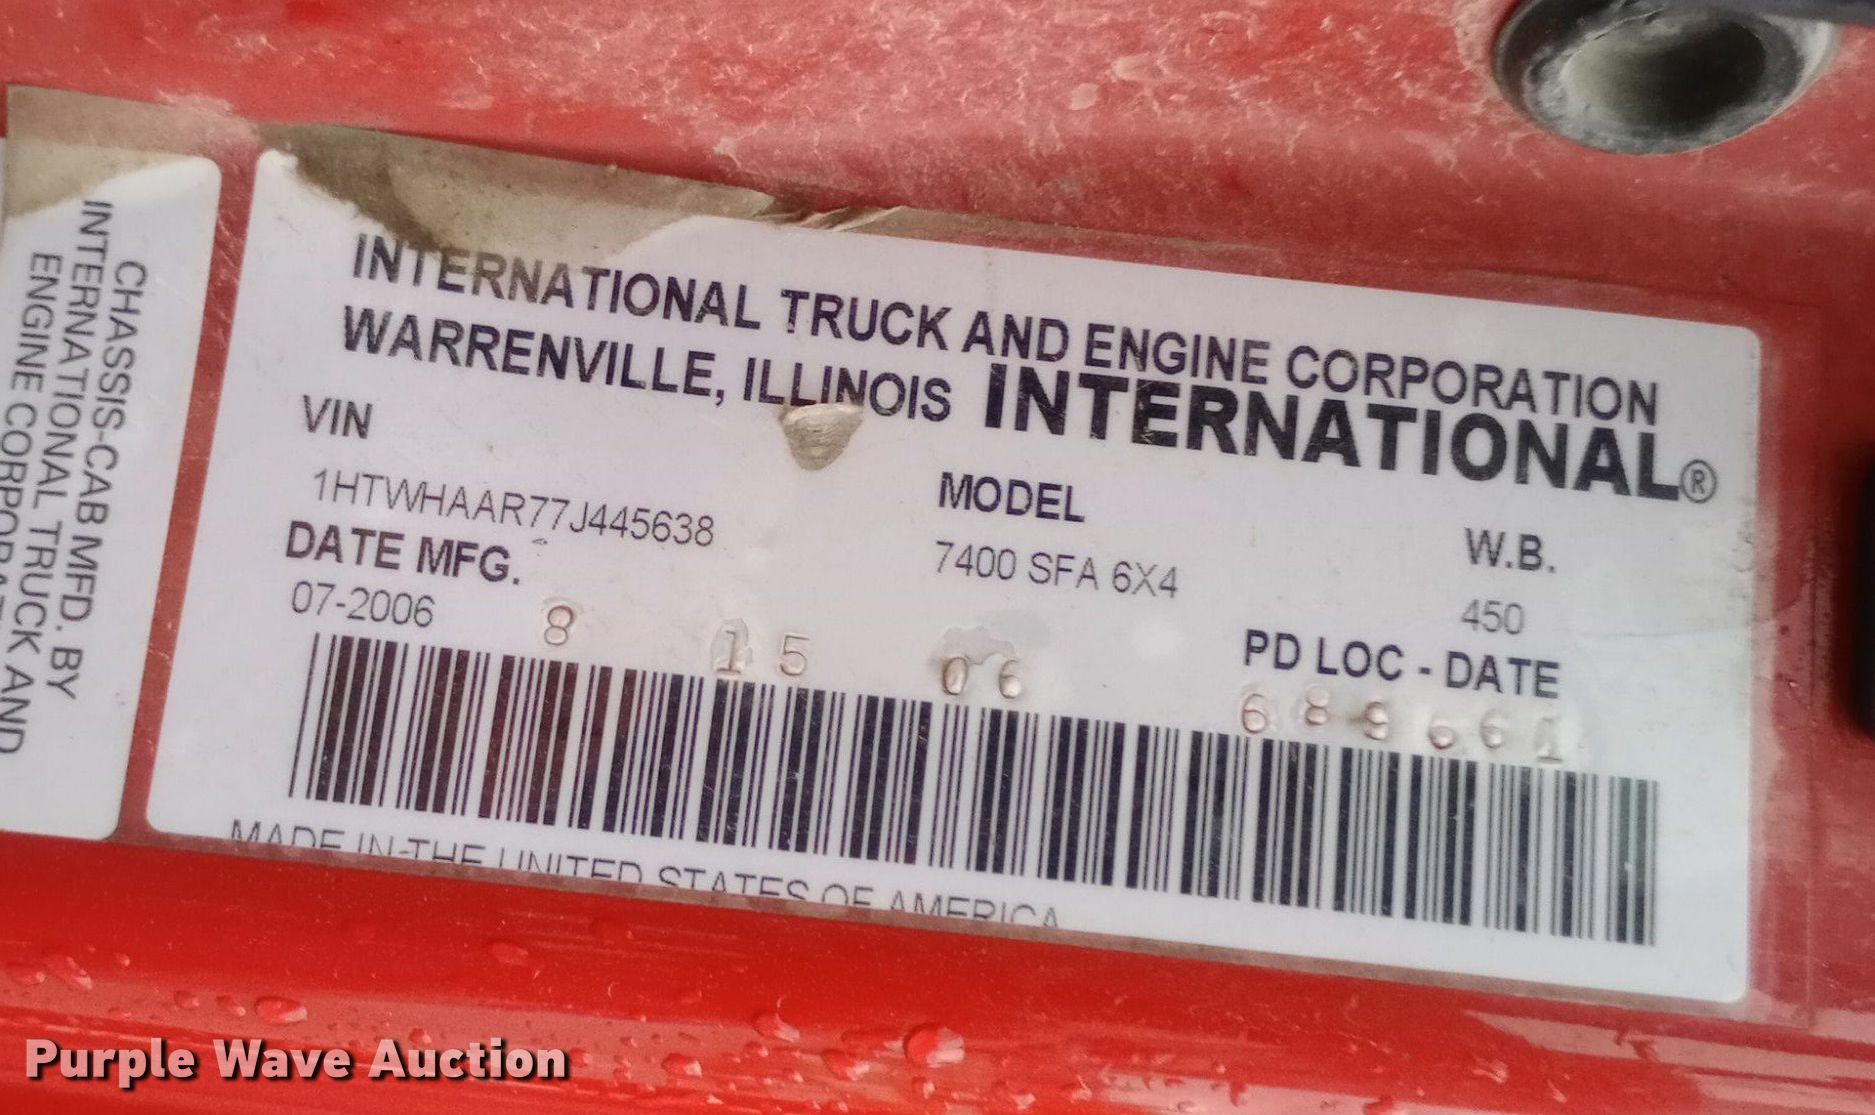 CHASSIS-CAB MFD. BY
INTERNATIONAL TRUCK AND
ENGINE CORPORAT
INTERNATIONAL TRUCK AND ENGINE CORPORATION
WARRENVILLE, ILLINOIS INTERNATIONAL®
VIN
1HTWHAAR77J445638
MODEL
7400 SFA 6X4
W.B.
450
DATE MFG.
07-2006
PD LOC - DATE
8 15 06
689661
MADE IN THE UNITED STATES OF AMERICA
Purple Wave Auction